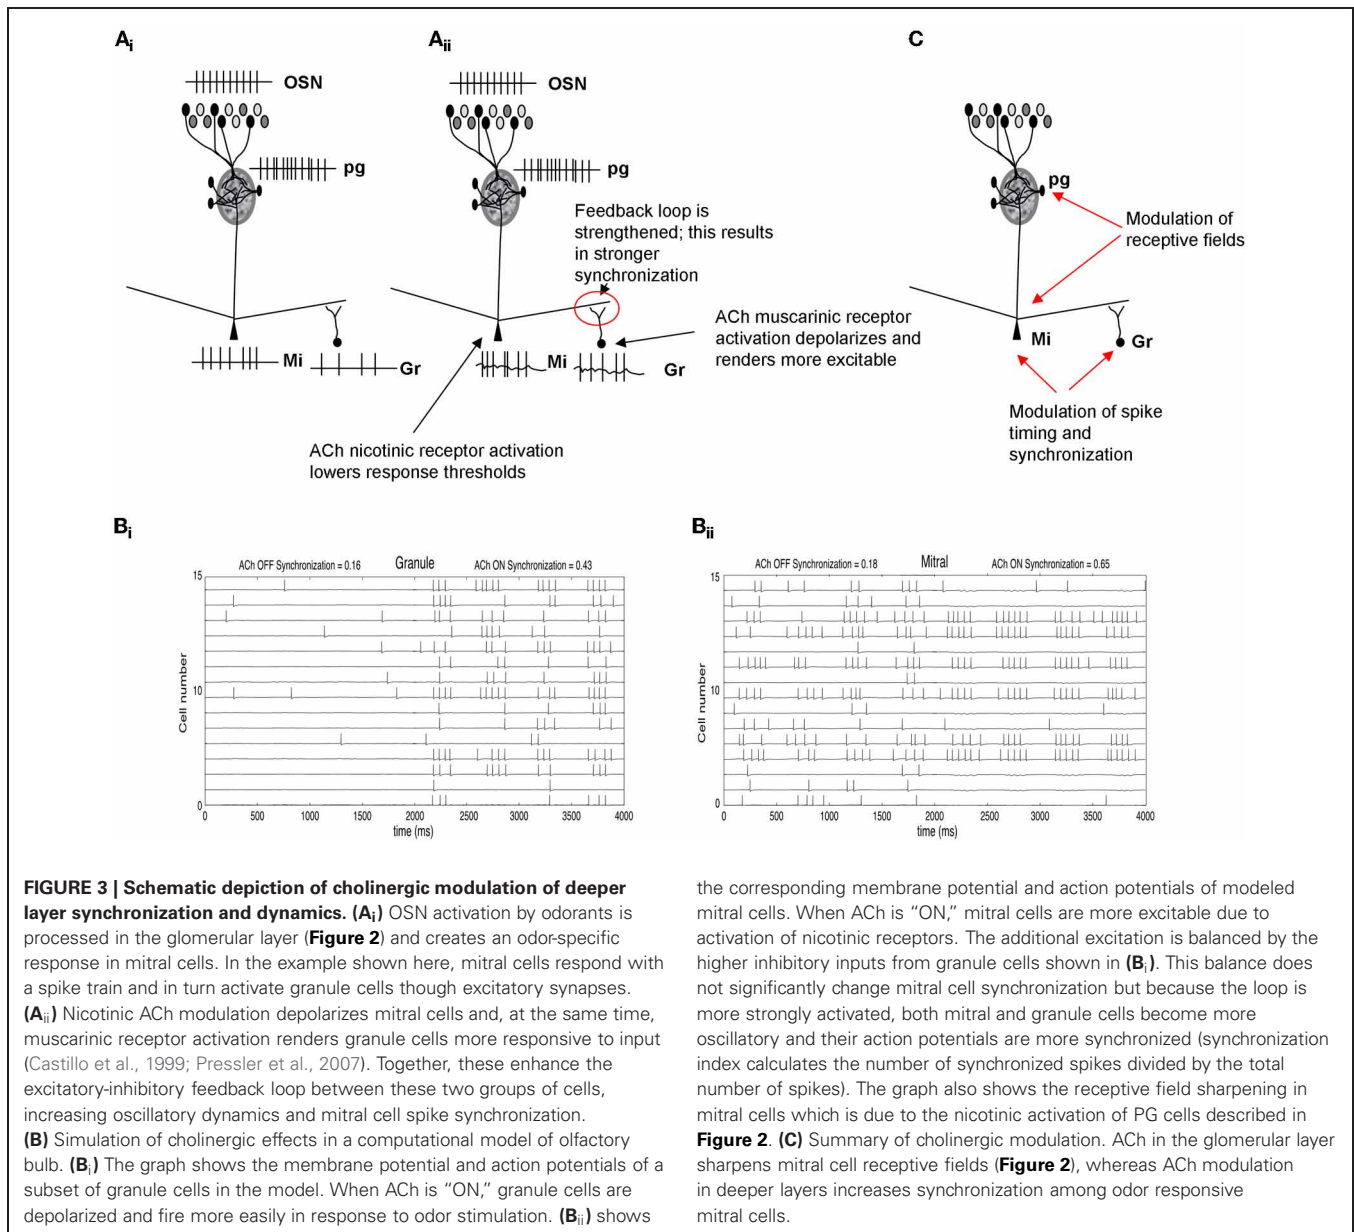 Ai
Aii
C
OSN
OSN
pg
pg
pg
Feedback loop is
strengthened; this results
in stronger
synchronization
Modulation of
receptive fields
ACh muscarinic receptor
activation depolarizes and
renders more excitable
Mi
Gr
Mi
Gr
Mi
Gr
ACh nicotinic receptor activation
lowers response thresholds
Modulation of spike
timing and
synchronization
Bi
ACh OFF Synchronization = 0.16 Granule ACh ON Synchronization = 0.43
15
10
0
Cell number
0 500 1000 1500 2000 2500 3000 3500 4000
time (ms)
Bii
ACh OFF Synchronization = 0.18 Mitral ACh ON Synchronization = 0.65
15
10
0
Cell number
0 500 1000 1500 2000 2500 3000 3500 4000
time (ms)
FIGURE 3 | Schematic depiction of cholinergic modulation of deeper
layer synchronization and dynamics. (Ai) OSN activation by odorants is
processed in the glomerular layer (Figure 2) and creates an odor-specific
response in mitral cells. In the example shown here, mitral cells respond with
a spike train and in turn activate granule cells though excitatory synapses.
(Aii) Nicotinic ACh modulation depolarizes mitral cells and, at the same time,
muscarinic receptor activation renders granule cells more responsive to input
(Castillo et al., 1999; Pressler et al., 2007). Together, these enhance the
excitatory-inhibitory feedback loop between these two groups of cells,
increasing oscillatory dynamics and mitral cell spike synchronization.
(B) Simulation of cholinergic effects in a computational model of olfactory
bulb. (Bi) The graph shows the membrane potential and action potentials of a
subset of granule cells in the model. When ACh is “ON,” granule cells are
depolarized and fire more easily in response to odor stimulation. (Bii) shows
the corresponding membrane potential and action potentials of modeled
mitral cells. When ACh is “ON,” mitral cells are more excitable due to
activation of nicotinic receptors. The additional excitation is balanced by the
higher inhibitory inputs from granule cells shown in (Bi). This balance does
not significantly change mitral cell synchronization but because the loop is
more strongly activated, both mitral and granule cells become more
oscillatory and their action potentials are more synchronized (synchronization
index calculates the number of synchronized spikes divided by the total
number of spikes). The graph also shows the receptive field sharpening in
mitral cells which is due to the nicotinic activation of PG cells described in
Figure 2. (C) Summary of cholinergic modulation. ACh in the glomerular layer
sharpens mitral cell receptive fields (Figure 2), whereas ACh modulation
in deeper layers increases synchronization among odor responsive
mitral cells.